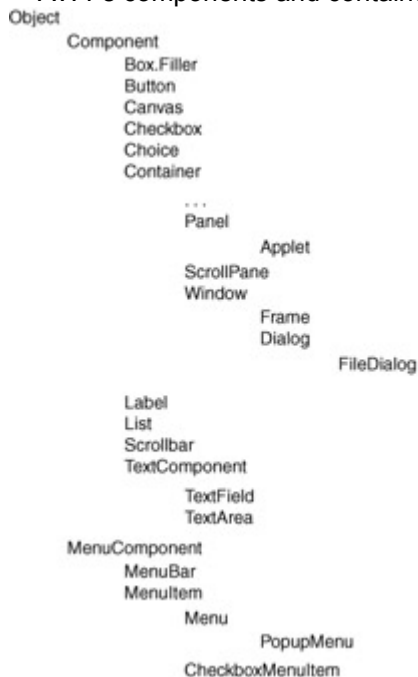 Object
Component
Box.Filler
Button
Canvas
Checkbox
Choice
Container
...
Panel
Applet
ScrollPane
Window
Frame
Dialog
FileDialog
Label
List
Scrollbar
TextComponent
TextField
TextArea
MenuComponent
MenuBar
MenuItem
Menu
PopupMenu
CheckboxMenuItem